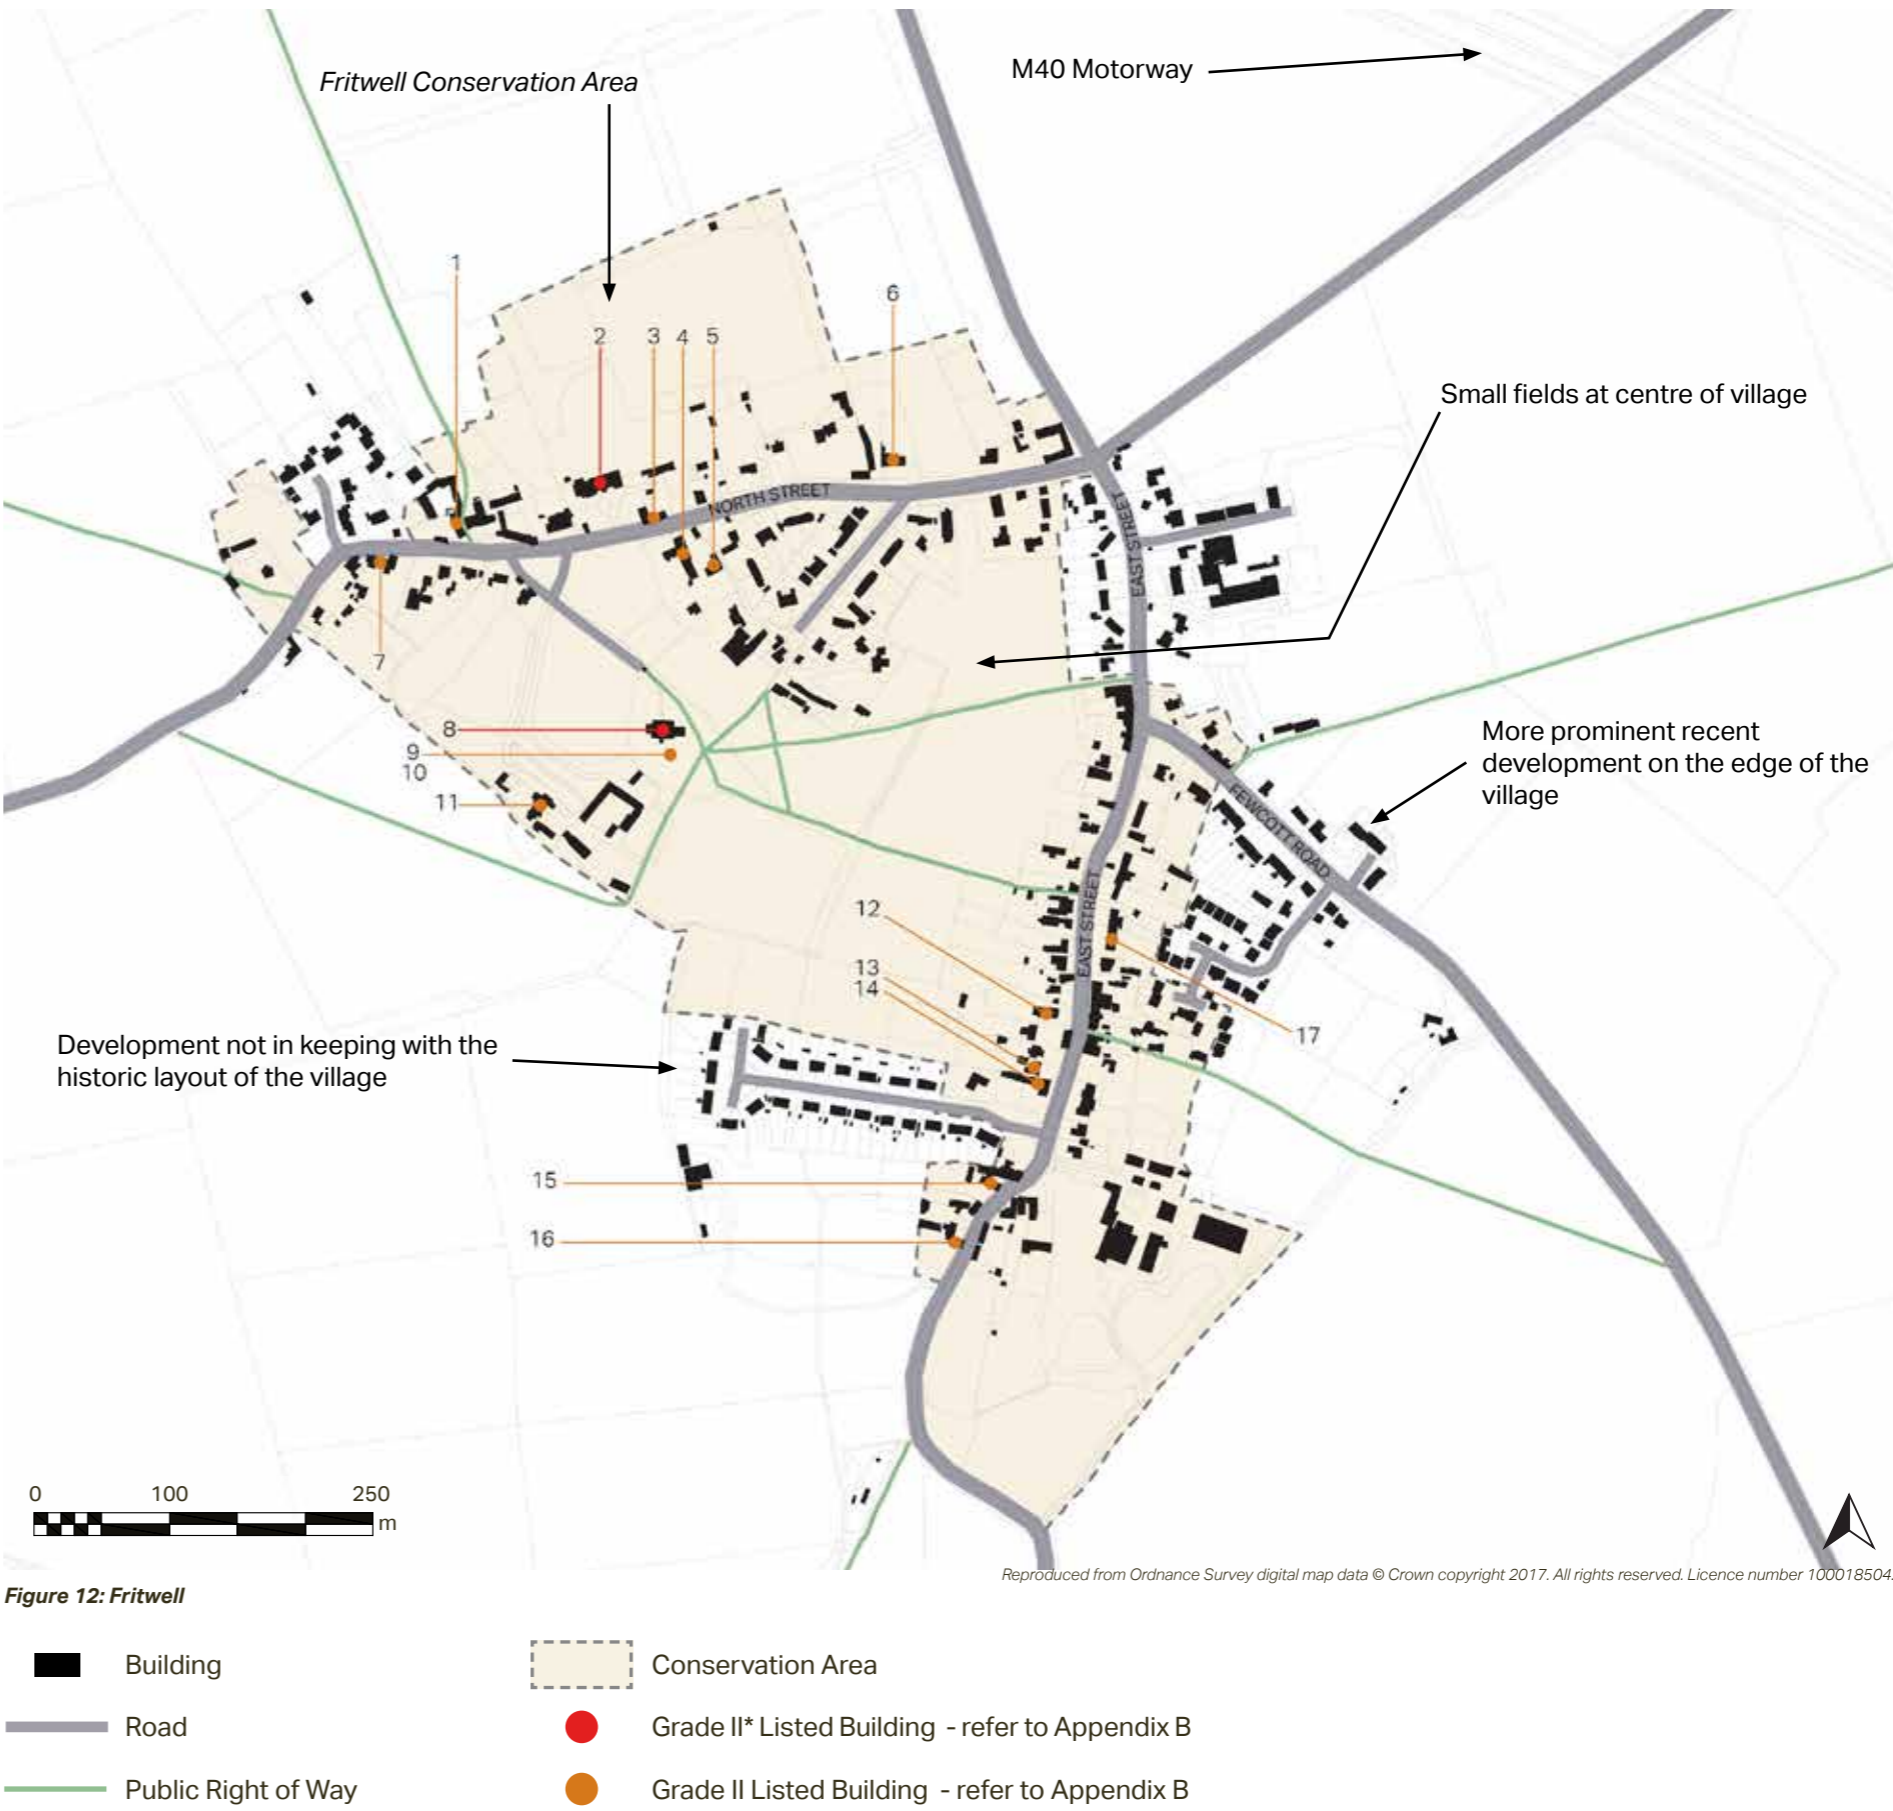 Fritwell Conservation Area
M40 Motorway
1
6
2
3
4
5
Small fields at centre of village
NORTH STREET
EAST STREET
7
8
9
10
11
More prominent recent
development on the edge of the
village
FEWCOTT ROAD
12
EAST STREET
13
14
17
Development not in keeping with the
historic layout of the village
15
16
0 100 250
m
Reproduced from Ordnance Survey digital map data © Crown copyright 2017. All rights reserved. Licence number 100018504.
Figure 12: Fritwell
Building
Conservation Area
Road
Grade II* Listed Building - refer to Appendix B
Public Right of Way
Grade II Listed Building - refer to Appendix B